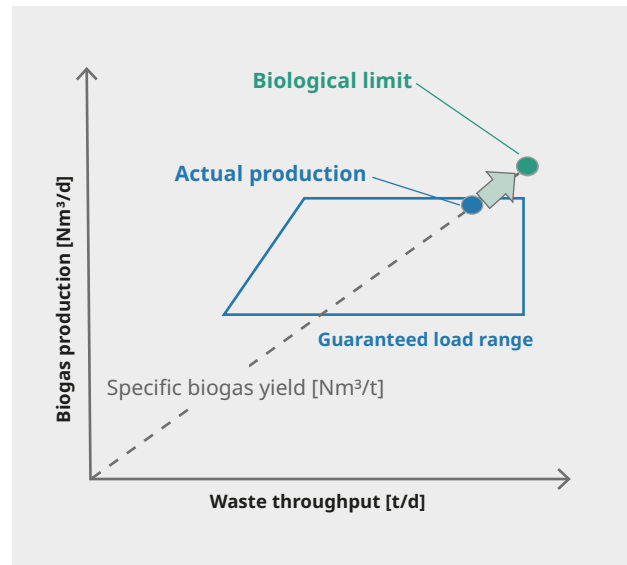 Biological limit
Actual production
Biogas production [Nm³/d]
Guaranteed load range
Specific biogas yield [Nm³/t]
Waste throughput [t/d]